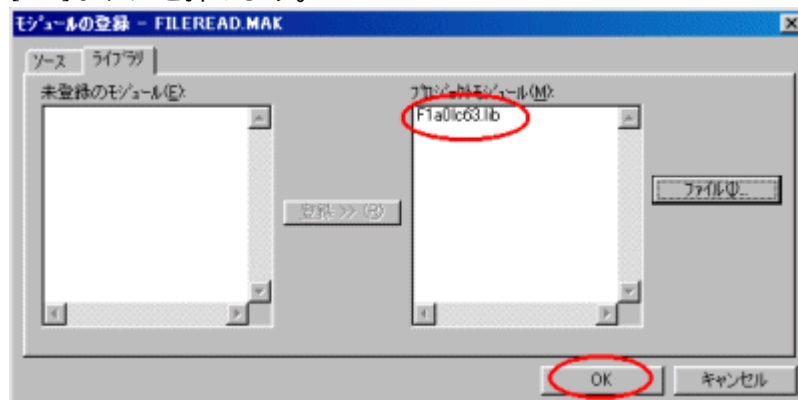 モジュールの登録 - FILEREAD.MAK
ソース ライブラリ
未登録のモジュール(E):
プロジェクトモジュール(M):
F1a0lc63.lib
登録 >> (R)
ファイル(I)...
OK
キャンセル